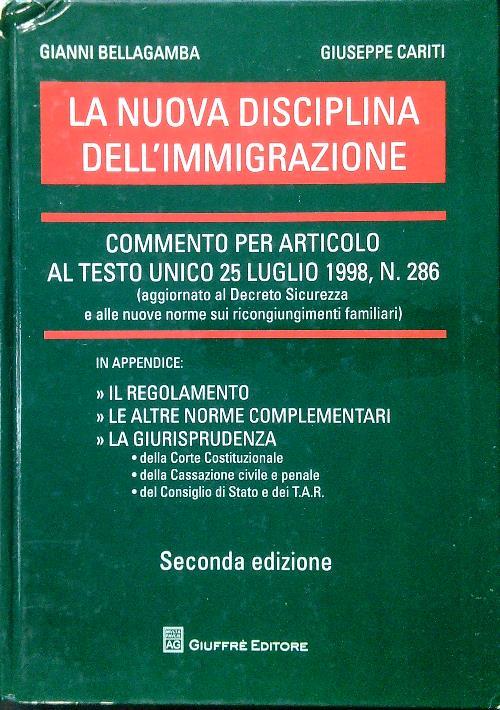 GIANNI BELLAGAMBA GIUSEPPE CARITI
LA NUOVA DISCIPLINA
DELL'IMMIGRAZIONE
COMMENTO PER ARTICOLO
AL TESTO UNICO 25 LUGLIO 1998, N. 286
(aggiornato al Decreto Sicurezza
e alle nuove norme sui ricongiungimenti familiari)
IN APPENDICE:
» IL REGOLAMENTO
» LE ALTRE NORME COMPLEMENTARI
» LA GIURISPRUDENZA
• della Corte Costituzionale
• della Cassazione civile e penale
• del Consiglio di Stato e dei T.A.R.
Seconda edizione
AG GIUFFRÈ EDITORE